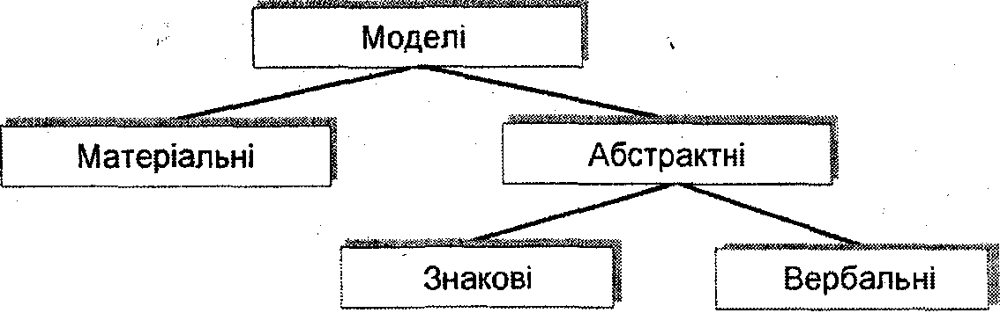 Моделі
Матеріальні
Абстрактні
Знакові
Вербальні